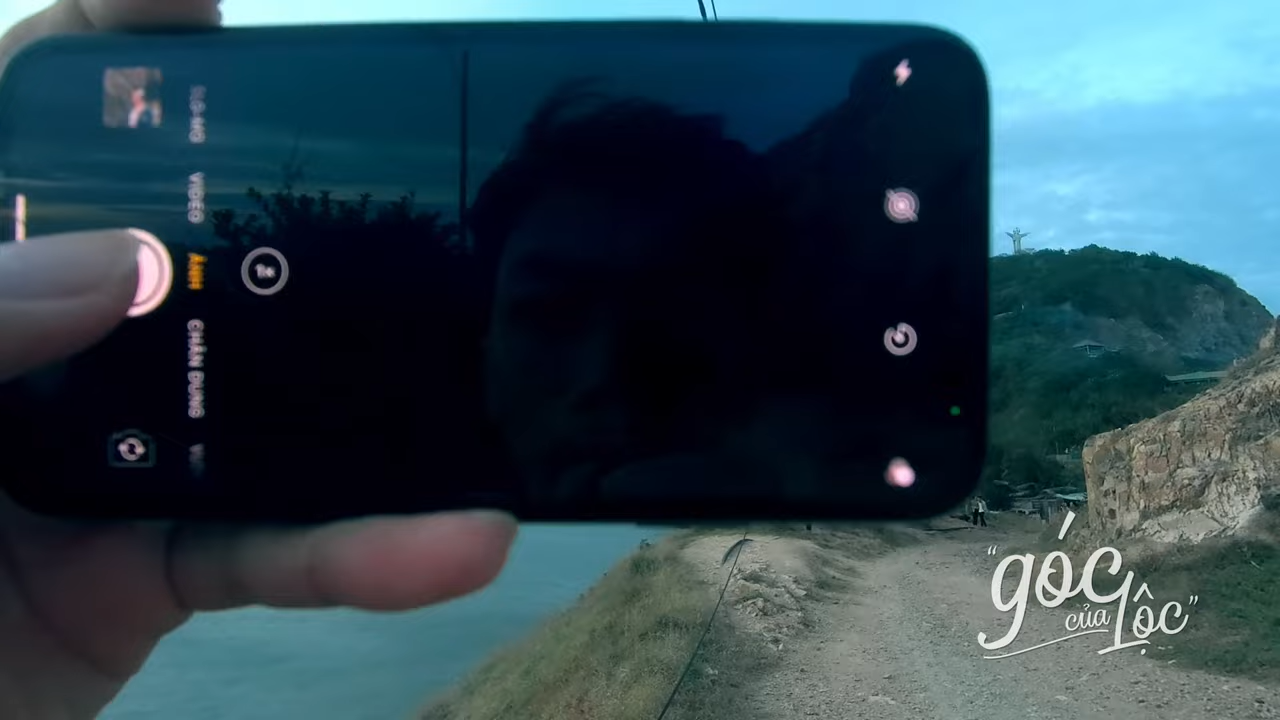 SLO-MO
VIDEO
ẢNH
CHÂN DUNG
1x
“góc
của
Lộc”